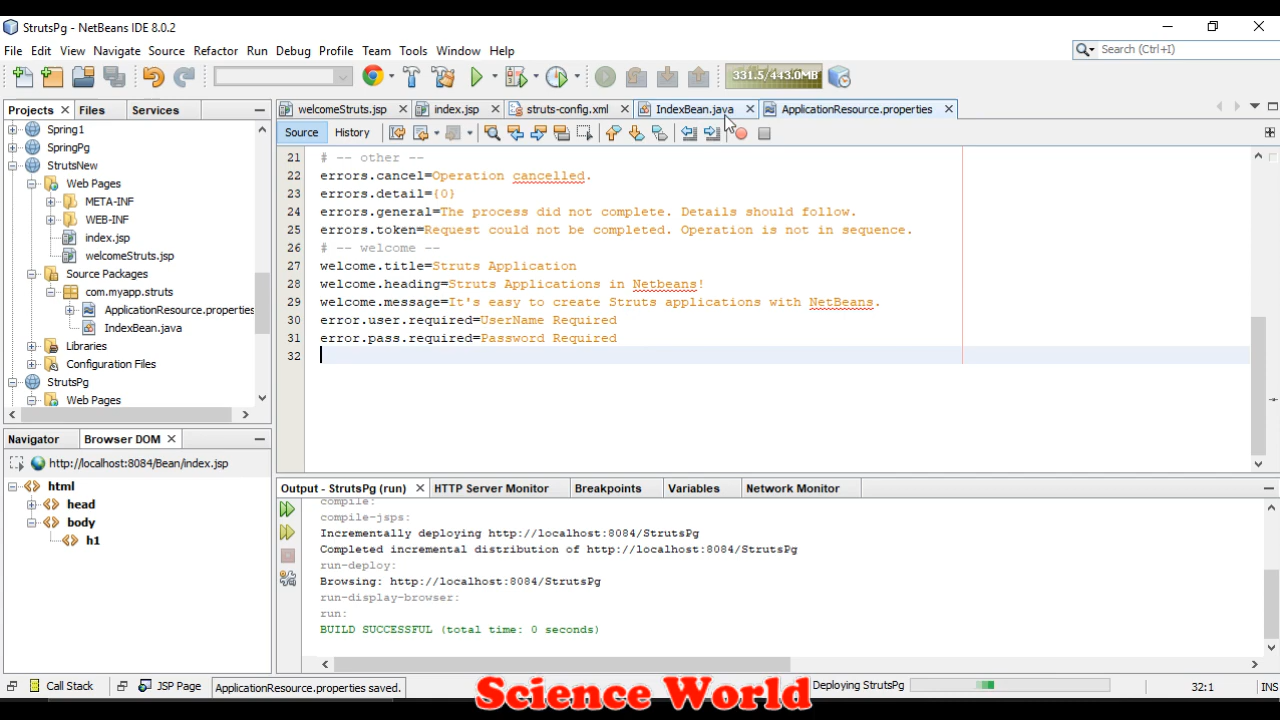 StrutsPg - NetBeans IDE 8.0.2
File Edit View Navigate Source Refactor Run Debug Profile Team Tools Window Help
Search (Ctrl+I)
331.5/443.0MB
Projects Files Services
welcomeStruts.jsp index.jsp struts-config.xml IndexBean.java ApplicationResource.properties
Source History
Spring1
SpringPg
StrutsNew
Web Pages
META-INF
WEB-INF
index.jsp
welcomeStruts.jsp
Source Packages
com.myapp.struts
ApplicationResource.properties
IndexBean.java
Libraries
Configuration Files
StrutsPg
Web Pages
21 # -- other --
22 errors.cancel=Operation cancelled.
23 errors.detail={0}
24 errors.general=The process did not complete. Details should follow.
25 errors.token=Request could not be completed. Operation is not in sequence.
26 # -- welcome --
27 welcome.title=Struts Application
28 welcome.heading=Struts Applications in Netbeans!
29 welcome.message=It's easy to create Struts applications with NetBeans.
30 error.user.required=UserName Required
31 error.pass.required=Password Required
32
Navigator Browser DOM
http://localhost:8084/Bean/index.jsp
html
head
body
h1
Output - StrutsPg (run) HTTP Server Monitor Breakpoints Variables Network Monitor
compile:
compile-jsps:
Incrementally deploying http://localhost:8084/StrutsPg
Completed incremental distribution of http://localhost:8084/StrutsPg
run-deploy:
Browsing: http://localhost:8084/StrutsPg
run-display-browser:
run:
BUILD SUCCESSFUL (total time: 0 seconds)
Call Stack JSP Page ApplicationResource.properties saved. Deploying StrutsPg 32:1 INS
Science World